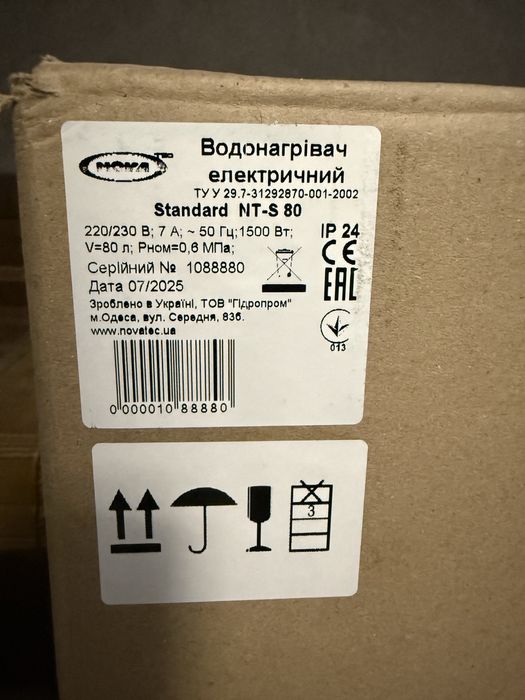 NOVA
Водонагрівач
електричний
ТУ У 29.7-31292870-001-2002
Standard NT-S 80
220/230 В; 7 А; ~ 50 Гц;1500 Вт;
V=80 л; Рном=0,6 МПа;
IP 24
CE
Серійний № 1088880
EAC
Дата 07/2025
Зроблено в Україні, ТОВ "Гідропром"
м.Одеса, вул. Середня, 83б.
www.novatec.ua
013
0 000010 88880
3